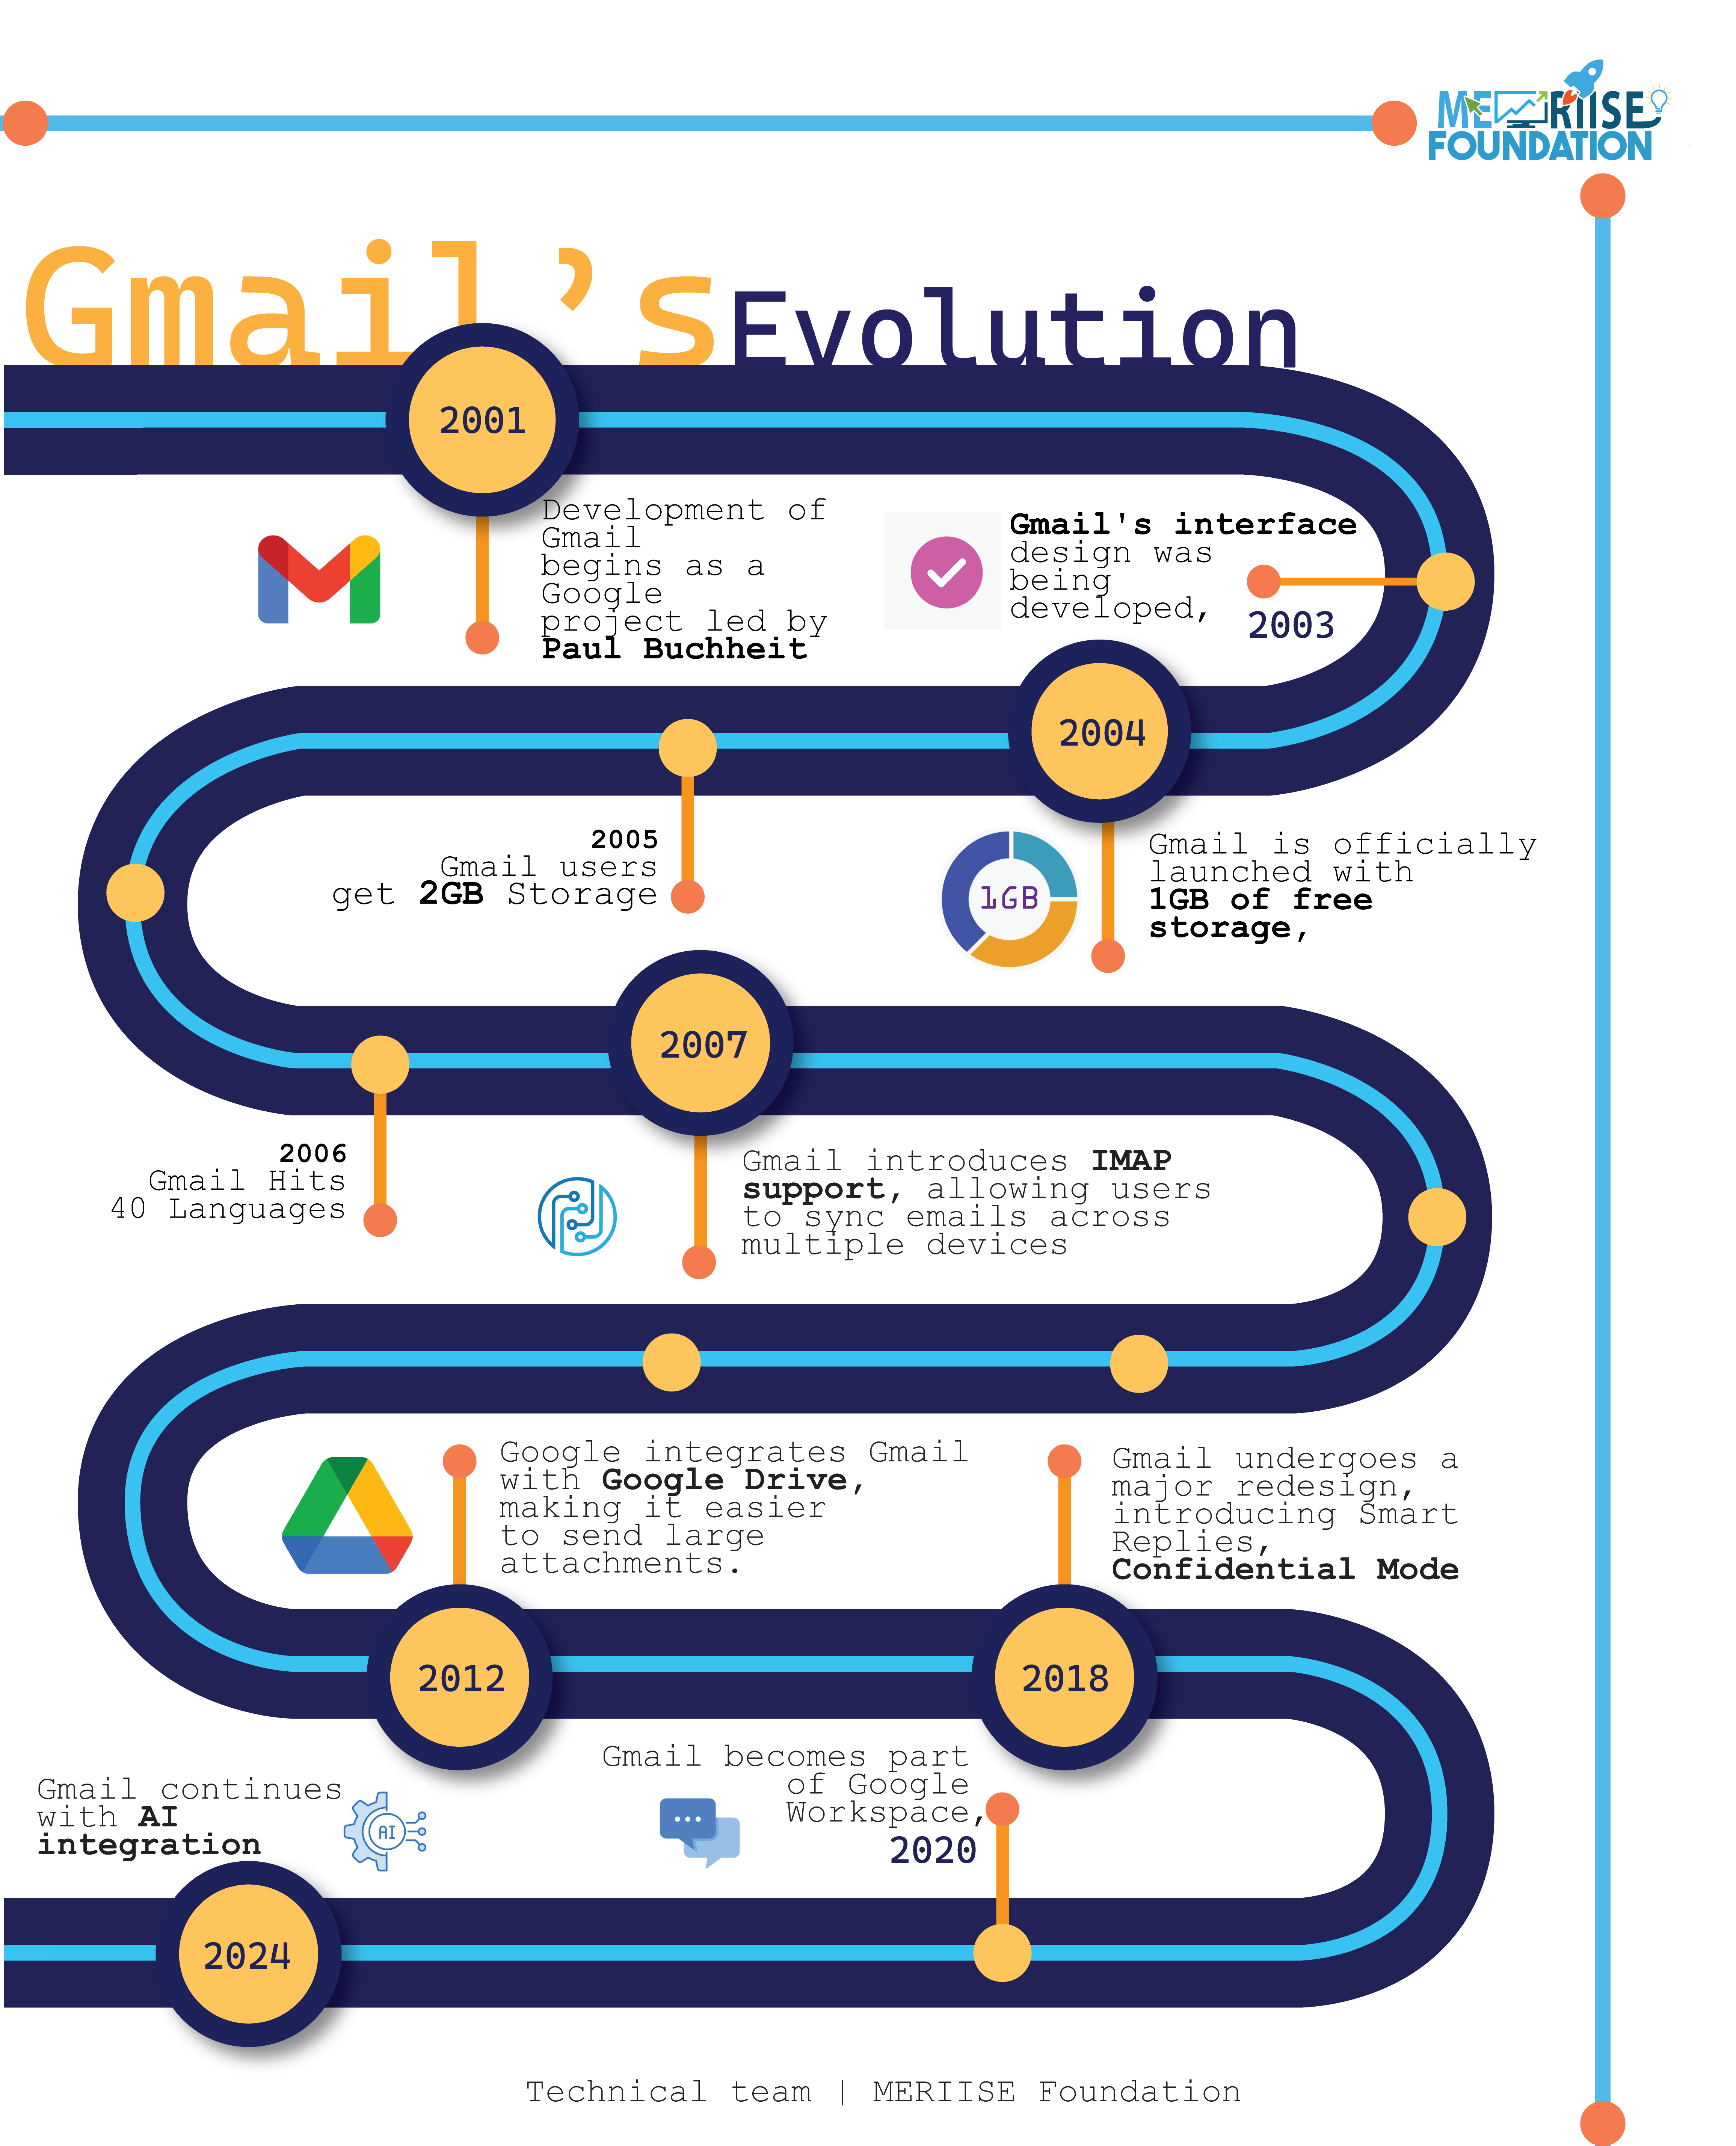 MERIISE
FOUNDATION
Gmail's Evolution
2001
Development of
Gmail
begins as a
Google
project led by
Paul Buchheit
Gmail's interface
design was
being
developed,
2003
2004
Gmail is officially
launched with
1GB of free
storage,
1GB
2005
Gmail users
get 2GB Storage
2006
Gmail Hits
40 Languages
2007
Gmail introduces IMAP
support, allowing users
to sync emails across
multiple devices
Google integrates Gmail
with Google Drive,
making it easier
to send large
attachments.
2012
Gmail undergoes a
major redesign,
introducing Smart
Replies,
Confidential Mode
2018
Gmail becomes part
of Google
Workspace,
2020
Gmail continues
with AI
integration
AI
2024
Technical team | MERIISE Foundation